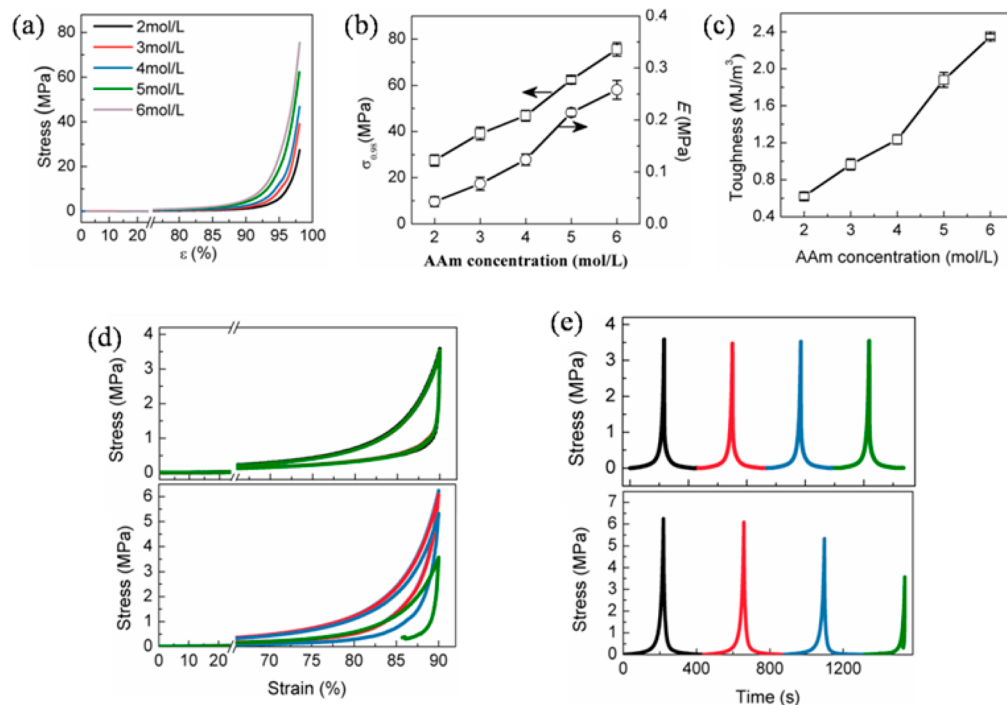 (a)
2mol/L
3mol/L
4mol/L
5mol/L
6mol/L
Stress (MPa)
80
60
40
20
0
0 20 80 85 90 95 100
ε (%)
(b)
σ0.98(MPa)
80
60
40
20
0
0.4
0.3
0.2
0.1
0.0
E (MPa)
2 3 4 5 6
AAm concentration (mol/L)
(c)
Toughness (MJ/m³)
2.4
1.8
1.2
0.6
2 3 4 5 6
AAm concentration (mol/L)
(d)
Stress (MPa)
4
3
2
1
0
Stress (MPa)
6
5
4
3
2
1
0
0 10 20 70 75 80 85 90
Strain (%)
(e)
Stress (MPa)
4
3
2
1
0
Stress (MPa)
7
6
5
4
3
2
1
0
0 400 800 1200
Time (s)